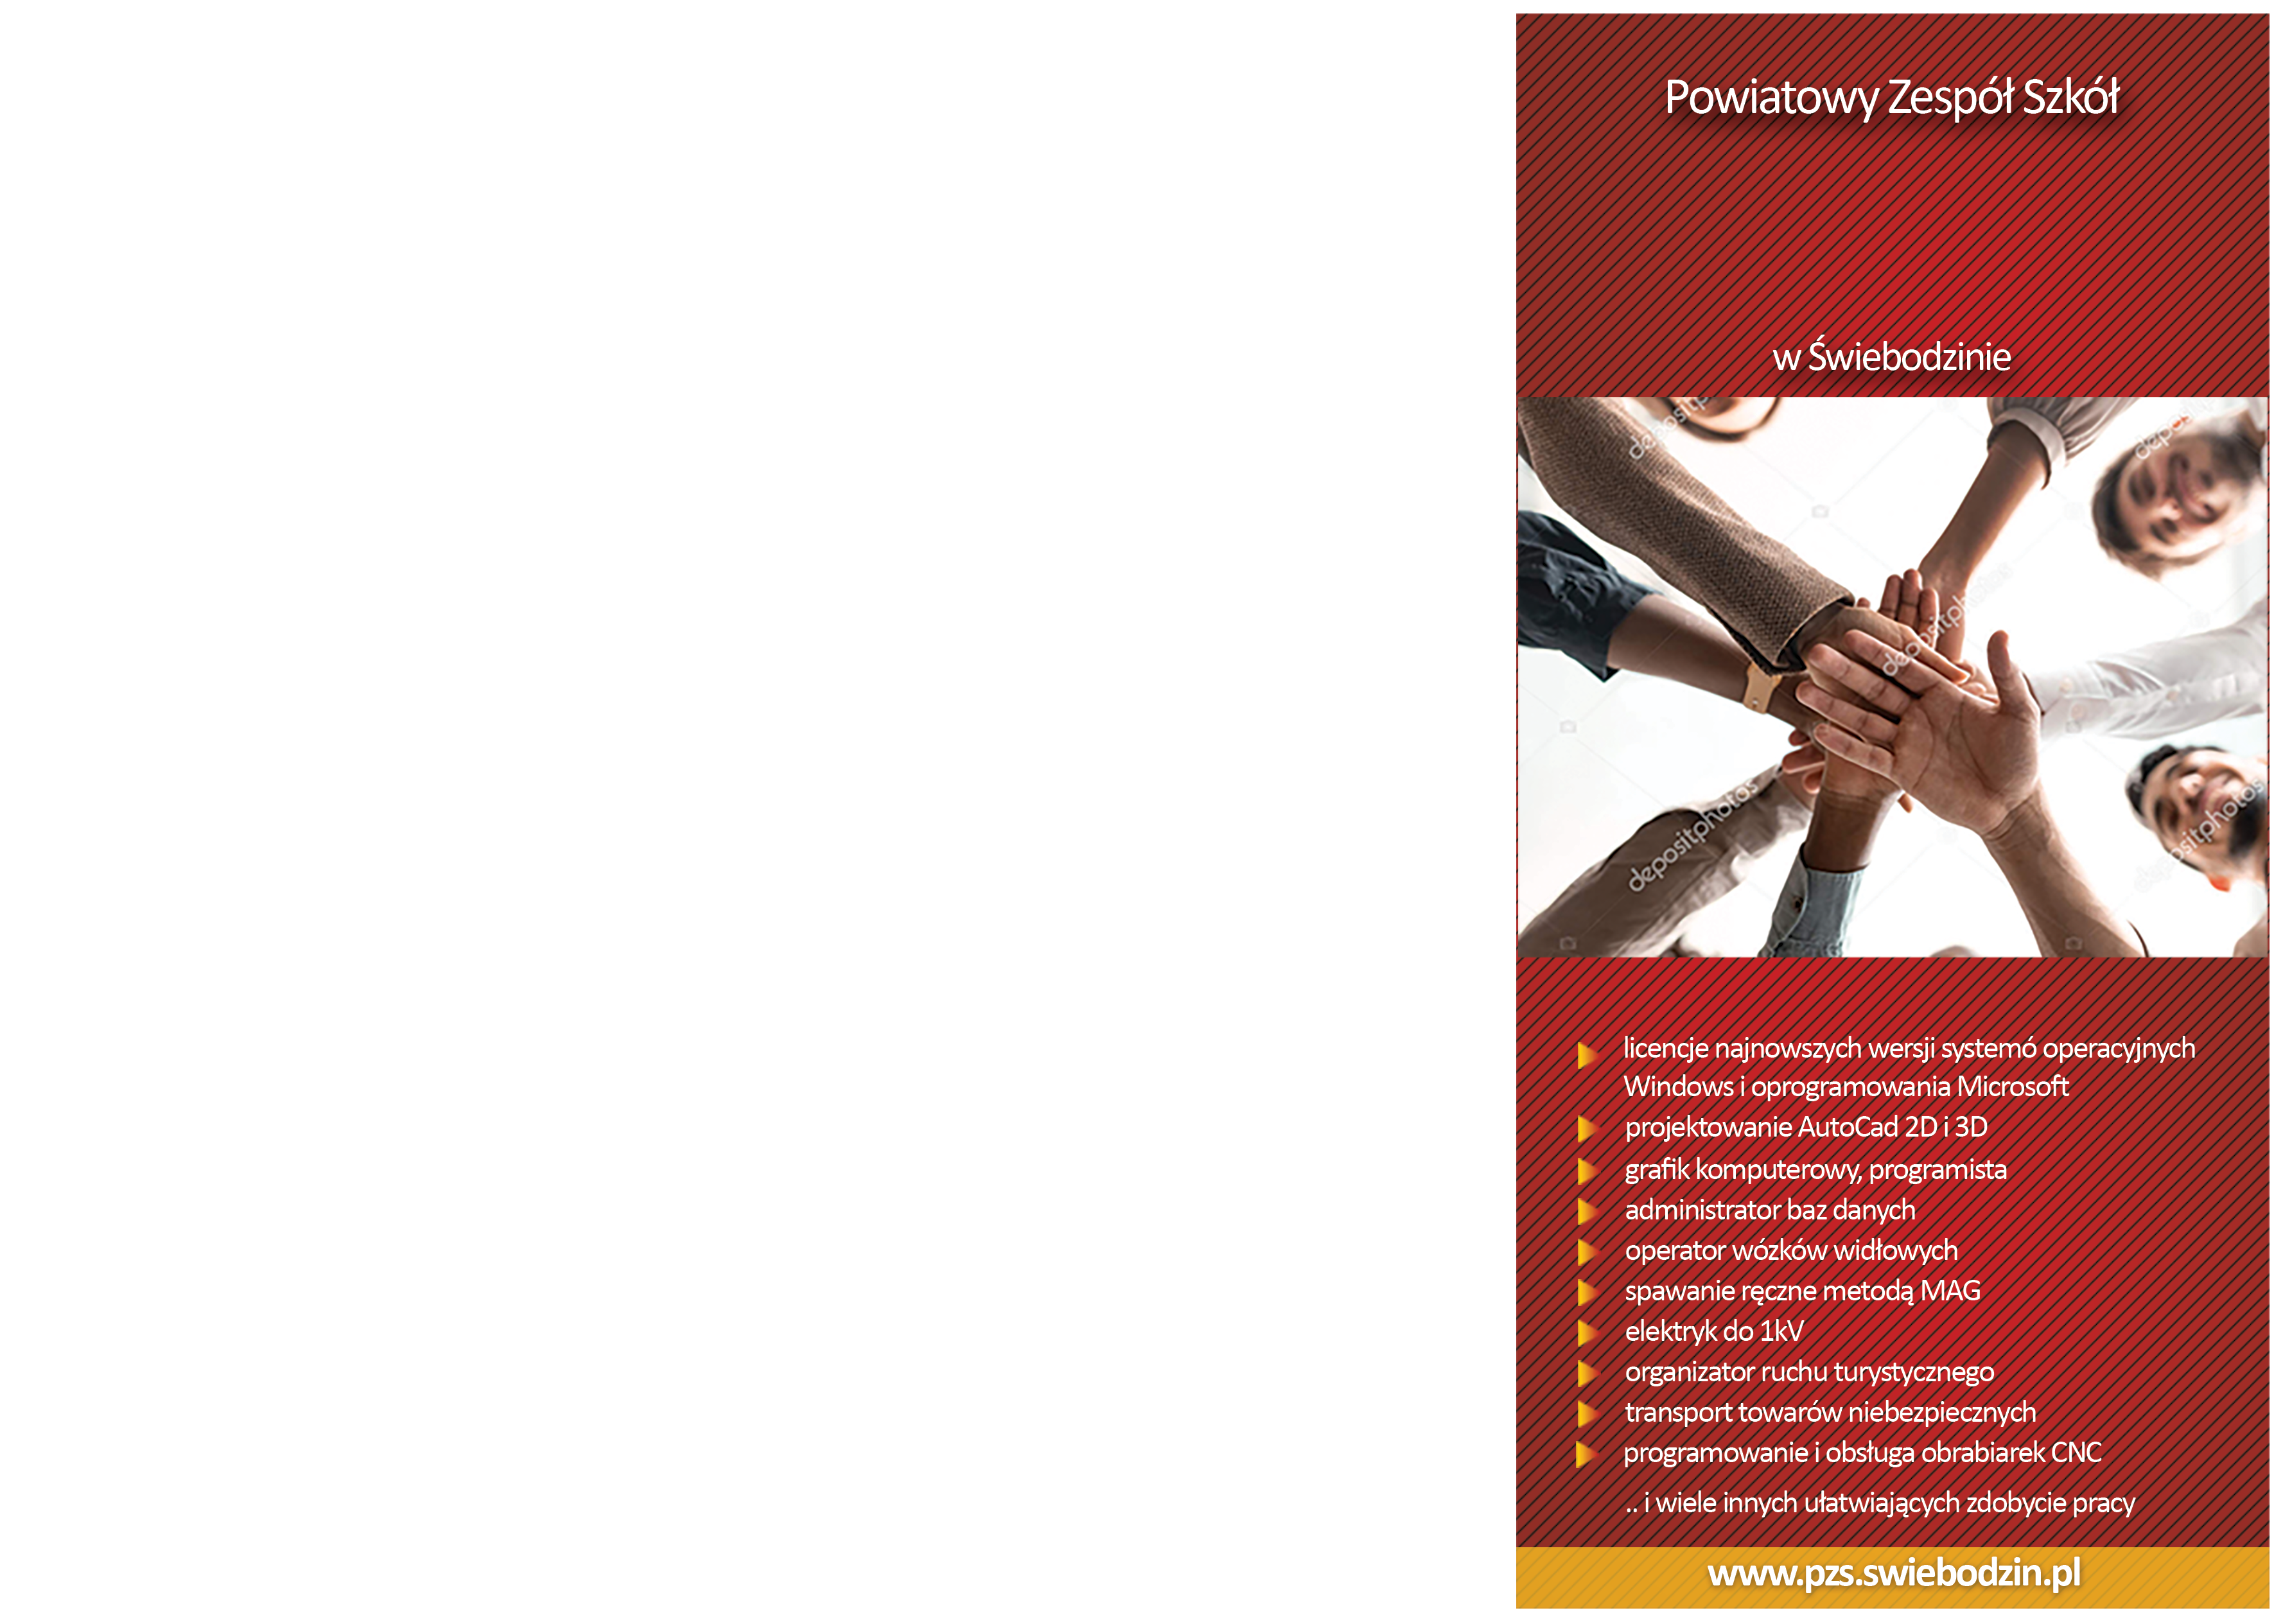 Powiatowy Zespół Szkół
w Świebodzinie
depositphotos
depositphotos
depositphotos
licencje najnowszych wersji systemó operacyjnych
Windows i oprogramowania Microsoft
projektowanie AutoCad 2D i 3D
grafik komputerowy, programista
administrator baz danych
operator wózków widłowych
spawanie ręczne metodą MAG
elektryk do 1kV
organizator ruchu turystycznego
transport towarów niebezpiecznych
programowanie i obsługa obrabiarek CNC
.. i wiele innych ułatwiających zdobycie pracy
www.pzs.swiebodzin.pl